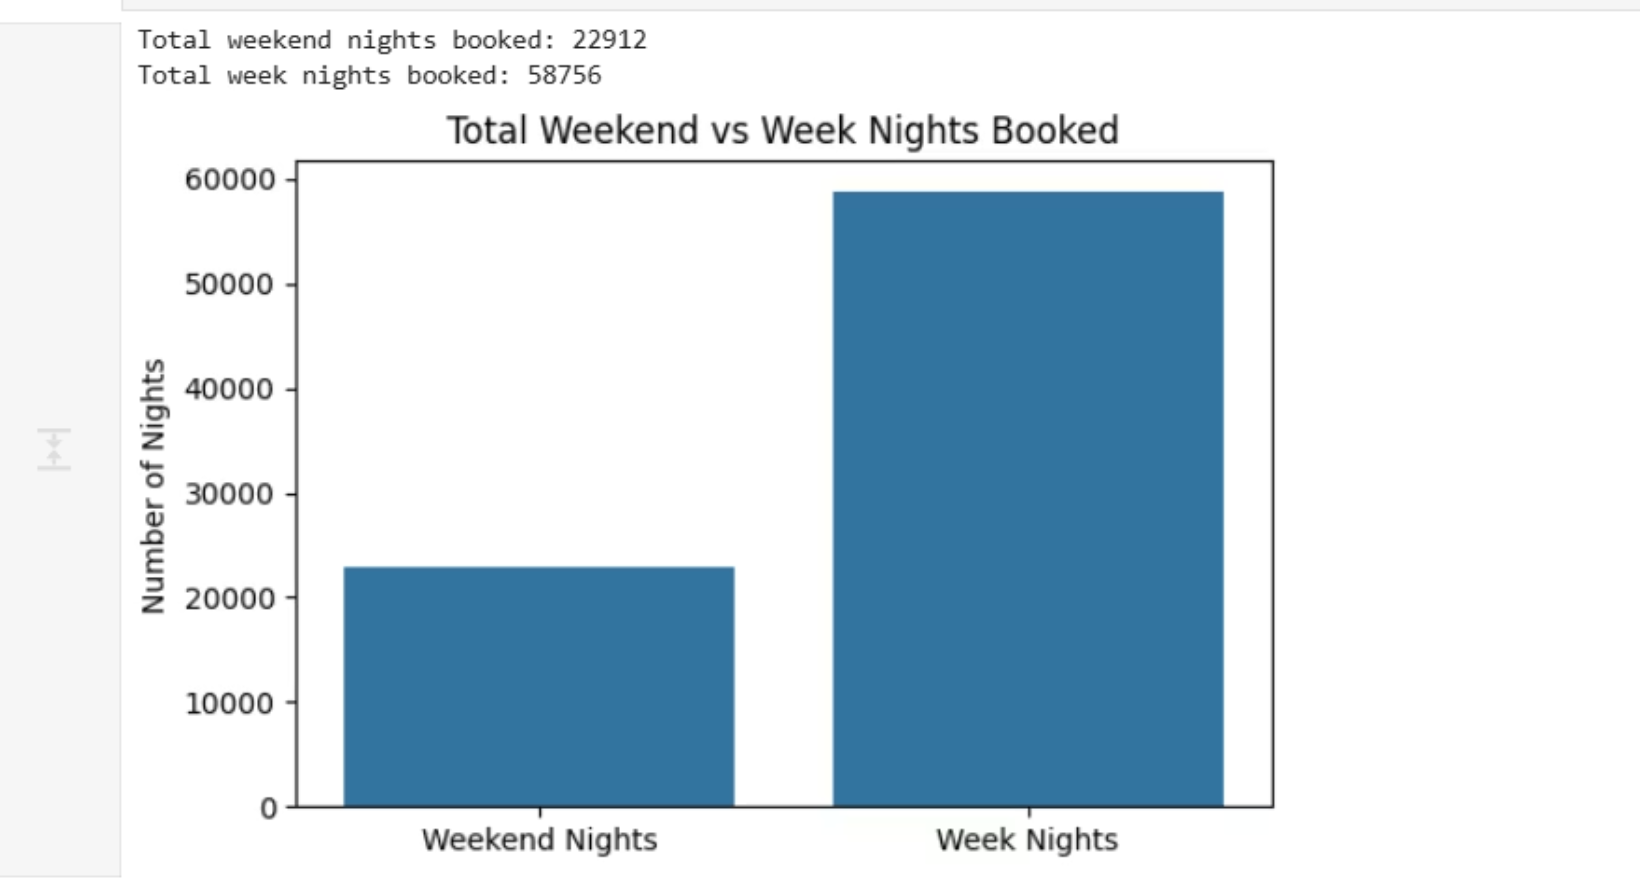 Total weekend nights booked: 22912
Total week nights booked: 58756
Total Weekend vs Week Nights Booked
60000
50000
40000
30000
20000
10000
0
Number of Nights
Weekend Nights
Week Nights